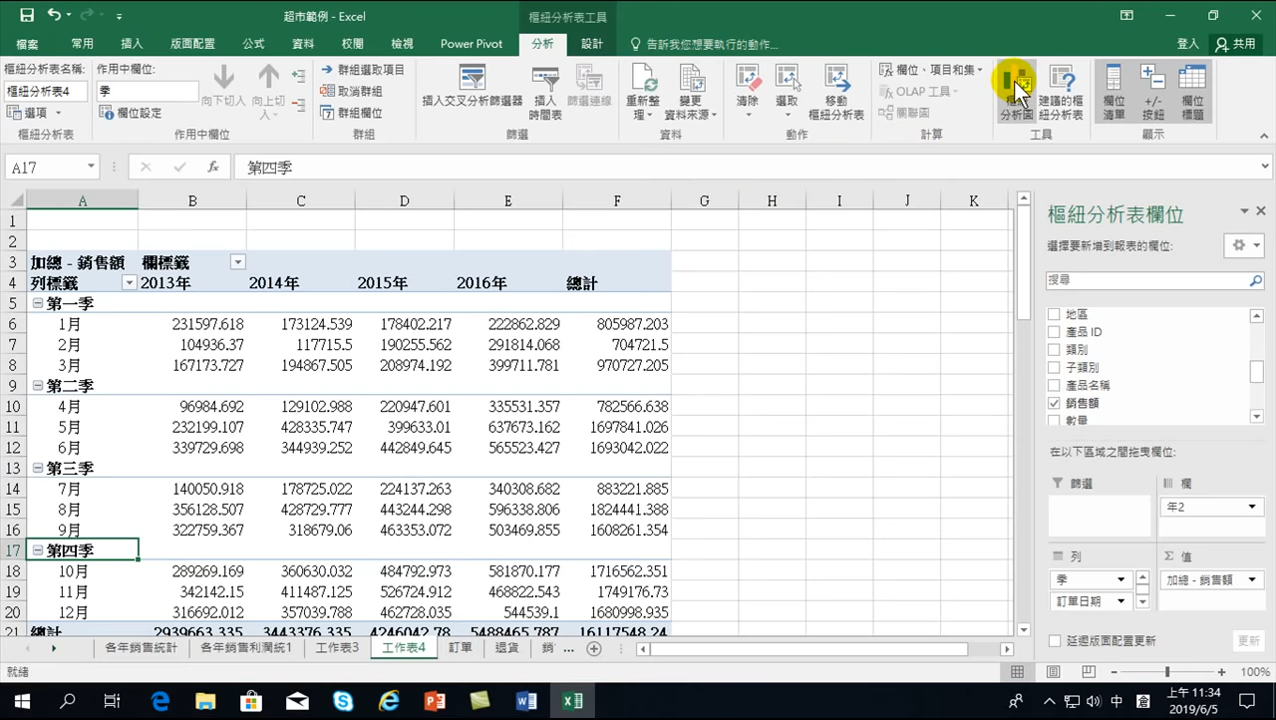 超市範例 - Excel
樞紐分析表工具
檔案 常用 插入 版面配置 公式 資料 校閱 檢視 Power Pivot 分析 設計 告訴我您想要執行的動作... 登入 共用
樞紐分析表名稱:
樞紐分析表4
選項
樞紐分析表
作用中欄位:
季
欄位設定
向下切入
向上切入
作用中欄位
群組選取項目
取消群組
群組欄位
群組
插入交叉分析篩選器
插入時間表
篩選連線
篩選
重新整理
變更資料來源
資料
清除
選取
移動樞紐分析表
動作
欄位、項目和集
OLAP 工具
關聯圖
計算
分析圖
建議的樞紐分析表
工具
欄位清單
+/-
按鈕
欄位標題
顯示
A17 fx 第四季
A B C D E F G H I J K
1
2
3 加總 - 銷售額 欄標籤
4 列標籤 2013年 2014年 2015年 2016年 總計
5 第一季
6 1月 231597.618 173124.539 178402.217 222862.829 805987.203
7 2月 104936.37 117715.5 190255.562 291814.068 704721.5
8 3月 167173.727 194867.505 208974.192 399711.781 970727.205
9 第二季
10 4月 96984.692 129102.988 220947.601 335531.357 782566.638
11 5月 232199.107 428335.747 399633.01 637673.162 1697841.026
12 6月 339729.698 344939.252 442849.645 565523.427 1693042.022
13 第三季
14 7月 140050.918 178725.022 224137.263 340308.682 883221.885
15 8月 356128.507 428729.777 443244.298 596338.806 1824441.388
16 9月 322759.367 318679.06 463353.072 503469.855 1608261.354
17 第四季
18 10月 289269.169 360630.032 484792.973 581870.177 1716562.351
19 11月 342142.15 411487.125 526724.912 468822.543 1749176.73
20 12月 316692.012 357039.788 462728.035 544539.1 1680998.935
21 總計 2939663.335 3443376.335 4246042.78 5488465.787 16117548.24
樞紐分析表欄位
選擇要新增到報表的欄位:
搜尋
地區
產品 ID
類別
子類別
產品名稱
銷售額
數量
在以下區域之間拖曳欄位:
篩選 欄
年2
列 Σ 值
季 加總 - 銷售額
訂單日期
延遲版面配置更新 更新
各年銷售統計 各年銷售利潤統1 工作表3 工作表4 訂單 退貨 銷 ...
就緒 100%
中 倉 上午 11:34
2019/6/5